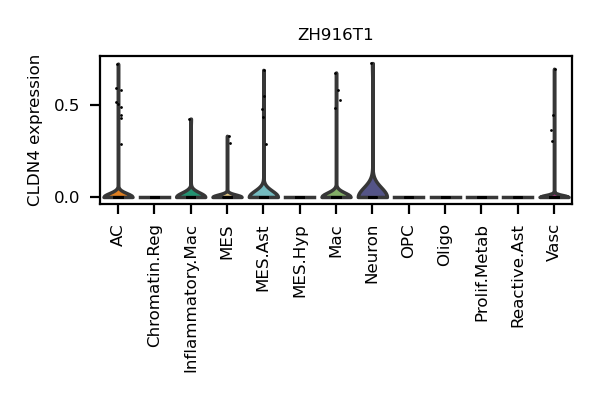 ZH916T1
CLDN4 expression
0.5
0.0
AC
Chromatin.Reg
Inflammatory.Mac
MES
MES.Ast
MES.Hyp
Mac
Neuron
OPC
Oligo
Prolif.Metab
Reactive.Ast
Vasc